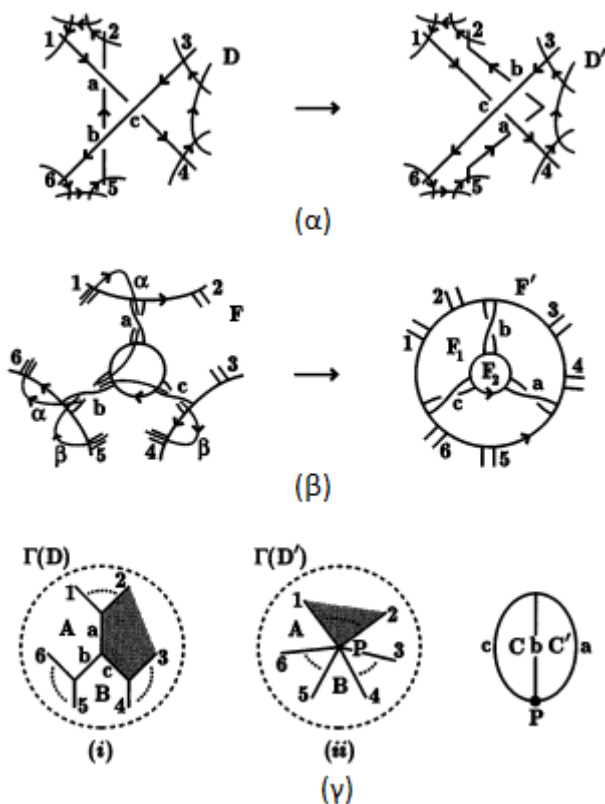 1 2 3 D a b c 6 5 4
1 2 3 D′ b c a 6 5 4
(α)
1 α 2 F a 6 3 c b α β 5 4 β
2 F′ 3 1 b F₁ 4 F₂ a c 6 5
(β)
Γ(D) Γ(D′)
1 2 A a 6 b 3 c B 5 4
1 2 A P 3 6 B 5 4
c C b C′ a
P
(i) (ii)
(γ)